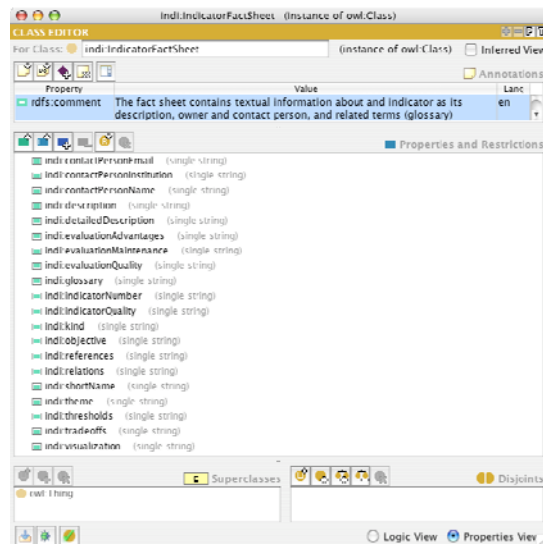 indi:IndicatorFactSheet (instance of owl:Class)
CLASS EDITOR
For Class: indi:IndicatorFactSheet (instance of owl:Class) Inferred View
Annotations
Property Value Lang
rdfs:comment The fact sheet contains textual information about and indicator as its en
description, owner and contact person, and related terms (glossary)
Properties and Restrictions
indi:contactPersonEmail (single string)
indi:contactPersonInstitution (single string)
indi:contactPersonName (single string)
indi:description (single string)
indi:detailedDescription (single string)
indi:evaluationAdvantages (single string)
indi:evaluationMaintenance (single string)
indi:evaluationQuality (single string)
indi:glossary (single string)
indi:indicatorNumber (single string)
indi:indicatorQuality (single string)
indi:kind (single string)
indi:objective (single string)
indi:references (single string)
indi:relations (single string)
indi:shortName (single string)
indi:theme (single string)
indi:thresholds (single string)
indi:tradeoffs (single string)
indi:visualization (single string)
Superclasses Disjoints
owl:Thing
Logic View Properties View